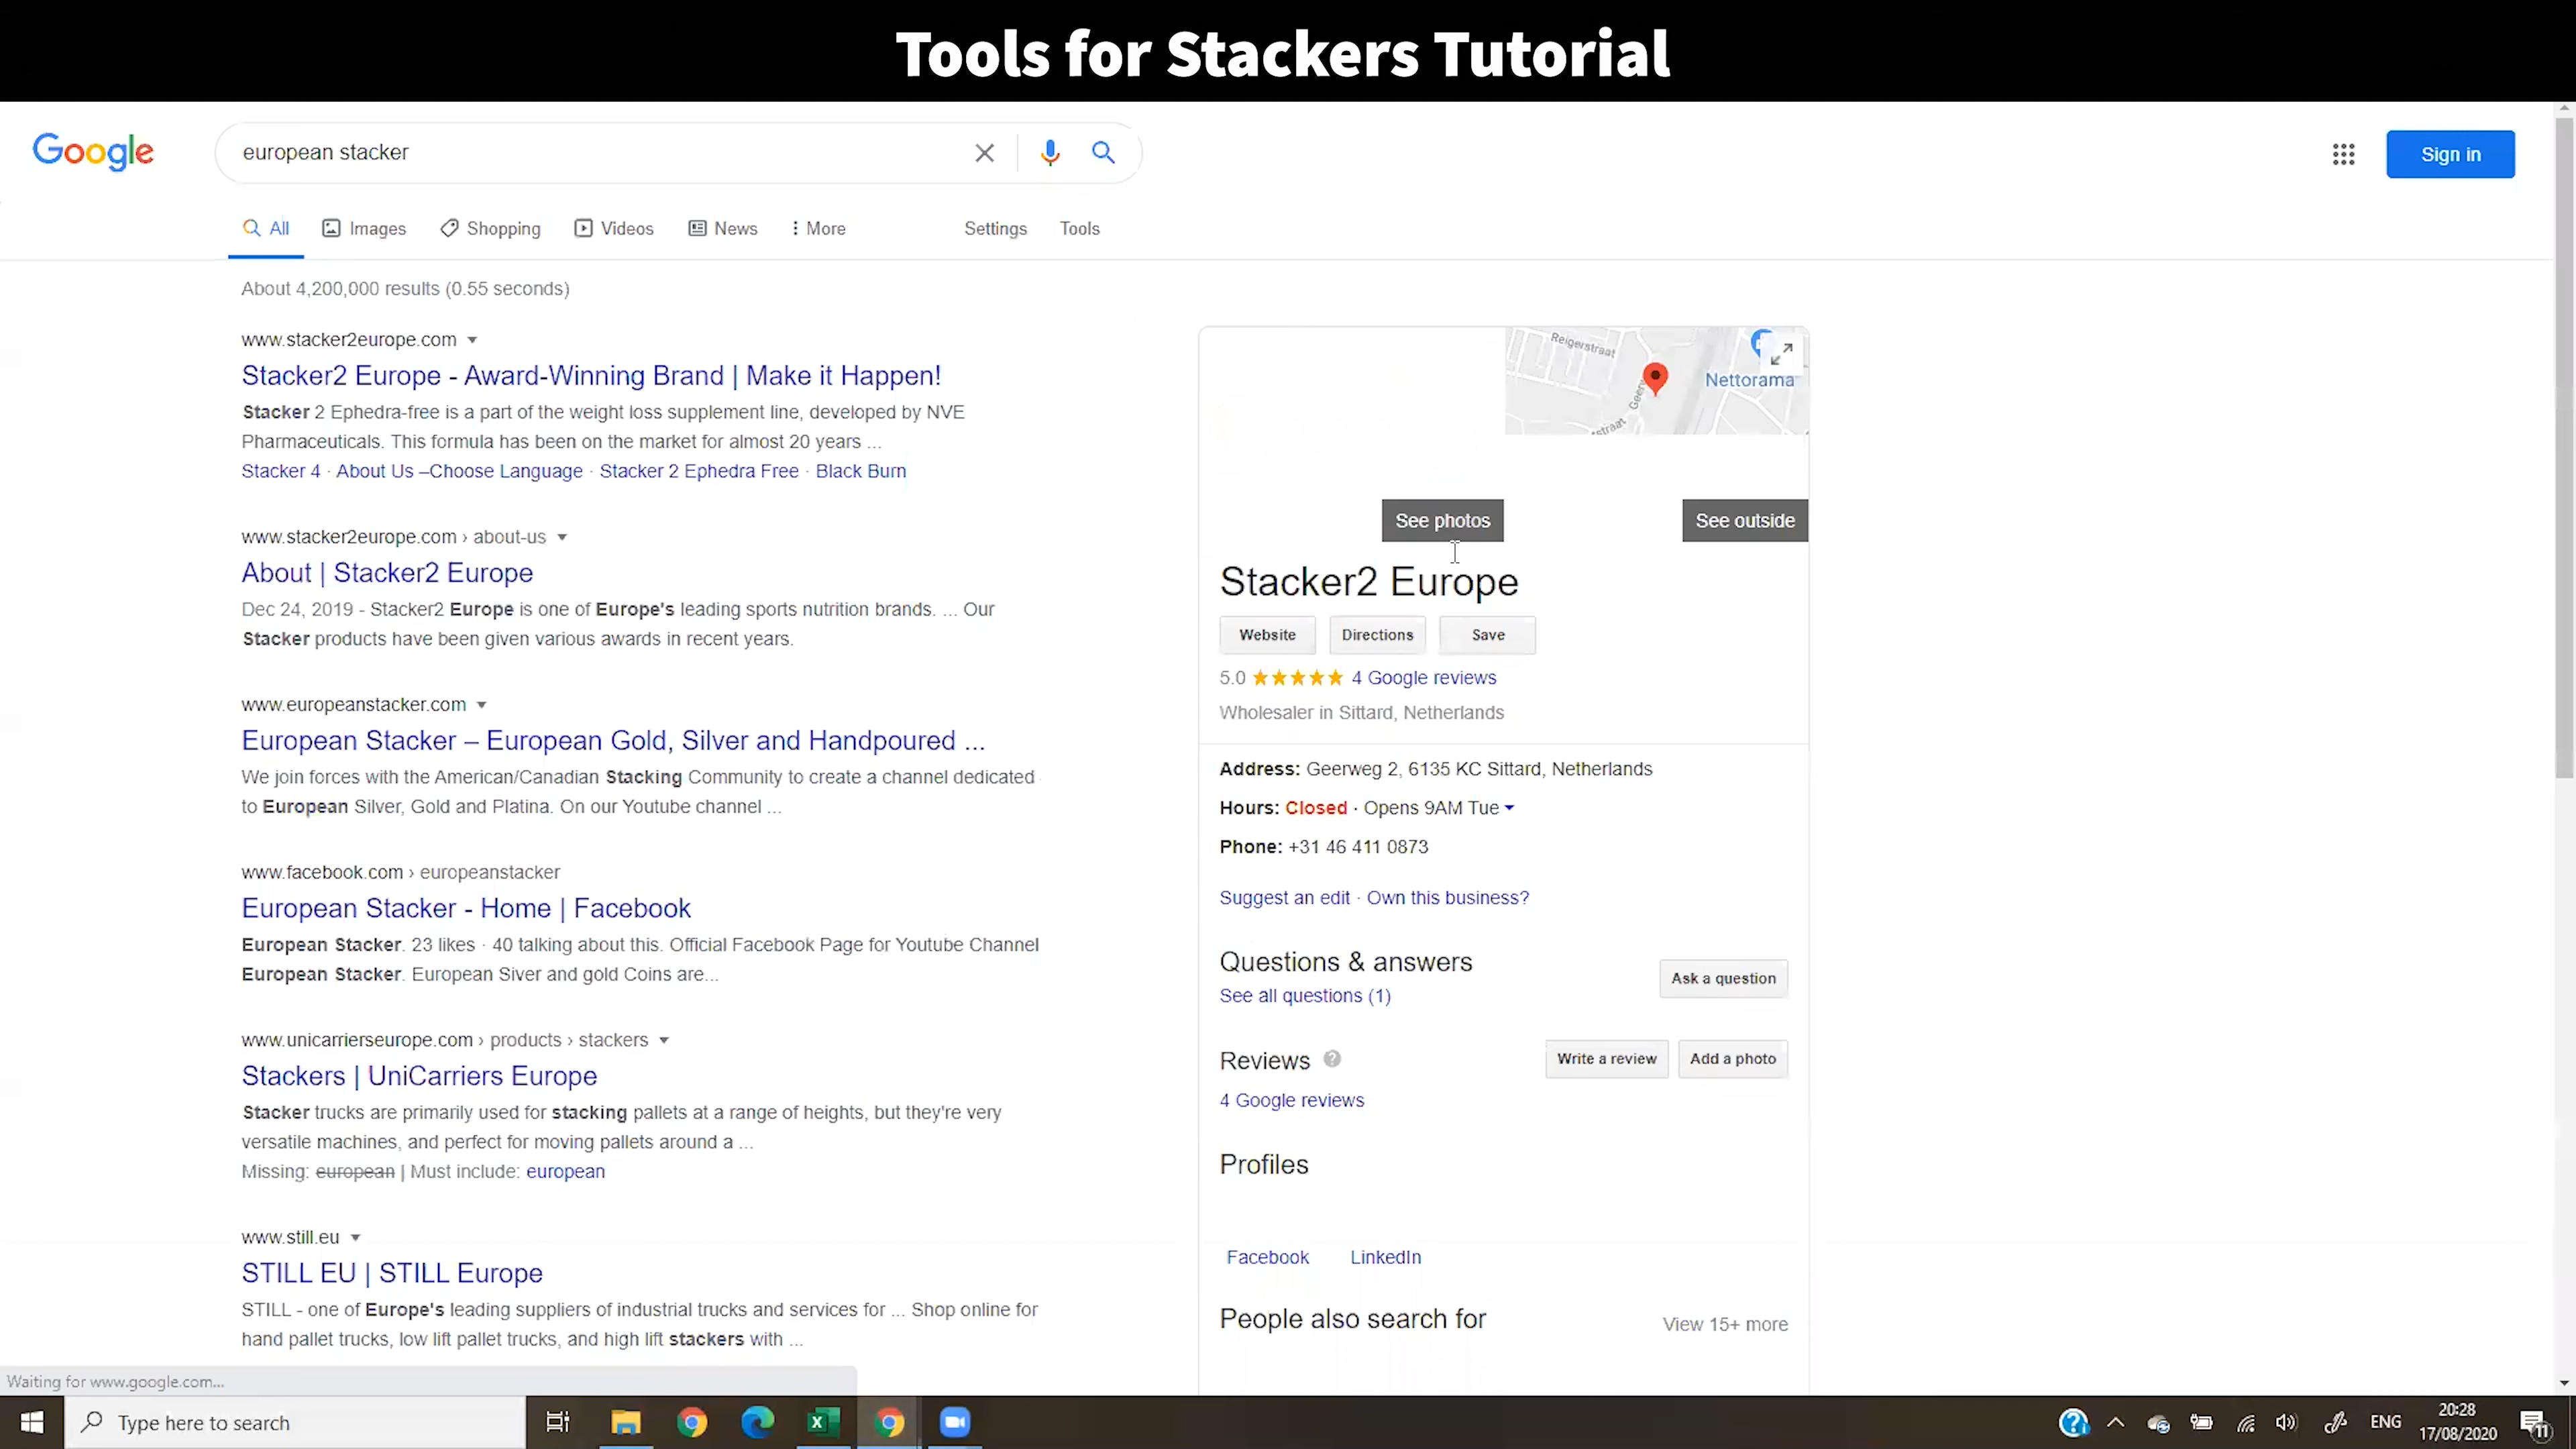 Tools for Stackers Tutorial
Google
european stacker
Sign in
All
Images
Shopping
Videos
News
More
Settings
Tools
About 4,200,000 results (0.55 seconds)
www.stacker2europe.com
Stacker2 Europe - Award-Winning Brand | Make it Happen!
Stacker 2 Ephedra-free is a part of the weight loss supplement line, developed by NVE
Pharmaceuticals. This formula has been on the market for almost 20 years ...
Stacker 4 · About Us –Choose Language · Stacker 2 Ephedra Free · Black Burn
www.stacker2europe.com › about-us
About | Stacker2 Europe
Dec 24, 2019 - Stacker2 Europe is one of Europe's leading sports nutrition brands. ... Our
Stacker products have been given various awards in recent years.
www.europeanstacker.com
European Stacker – European Gold, Silver and Handpoured ...
We join forces with the American/Canadian Stacking Community to create a channel dedicated
to European Silver, Gold and Platina. On our Youtube channel ...
www.facebook.com › europeanstacker
European Stacker - Home | Facebook
European Stacker. 23 likes · 40 talking about this. Official Facebook Page for Youtube Channel
European Stacker. European Siver and gold Coins are...
www.unicarrierseurope.com › products › stackers
Stackers | UniCarriers Europe
Stacker trucks are primarily used for stacking pallets at a range of heights, but they're very
versatile machines, and perfect for moving pallets around a ...
Missing: european | Must include: european
www.still.eu
STILL EU | STILL Europe
STILL - one of Europe's leading suppliers of industrial trucks and services for ... Shop online for
hand pallet trucks, low lift pallet trucks, and high lift stackers with ...
Waiting for www.google.com...
Reigerstraat
Nettorama
straat
See photos
See outside
Stacker2 Europe
Website
Directions
Save
5.0
4 Google reviews
Wholesaler in Sittard, Netherlands
Address: Geerweg 2, 6135 KC Sittard, Netherlands
Hours: Closed · Opens 9AM Tue
Phone: +31 46 411 0873
Suggest an edit · Own this business?
Questions & answers
See all questions (1)
Ask a question
Reviews
Write a review
Add a photo
4 Google reviews
Profiles
Facebook
LinkedIn
People also search for
View 15+ more
Type here to search
ENG
20:28
17/08/2020
11